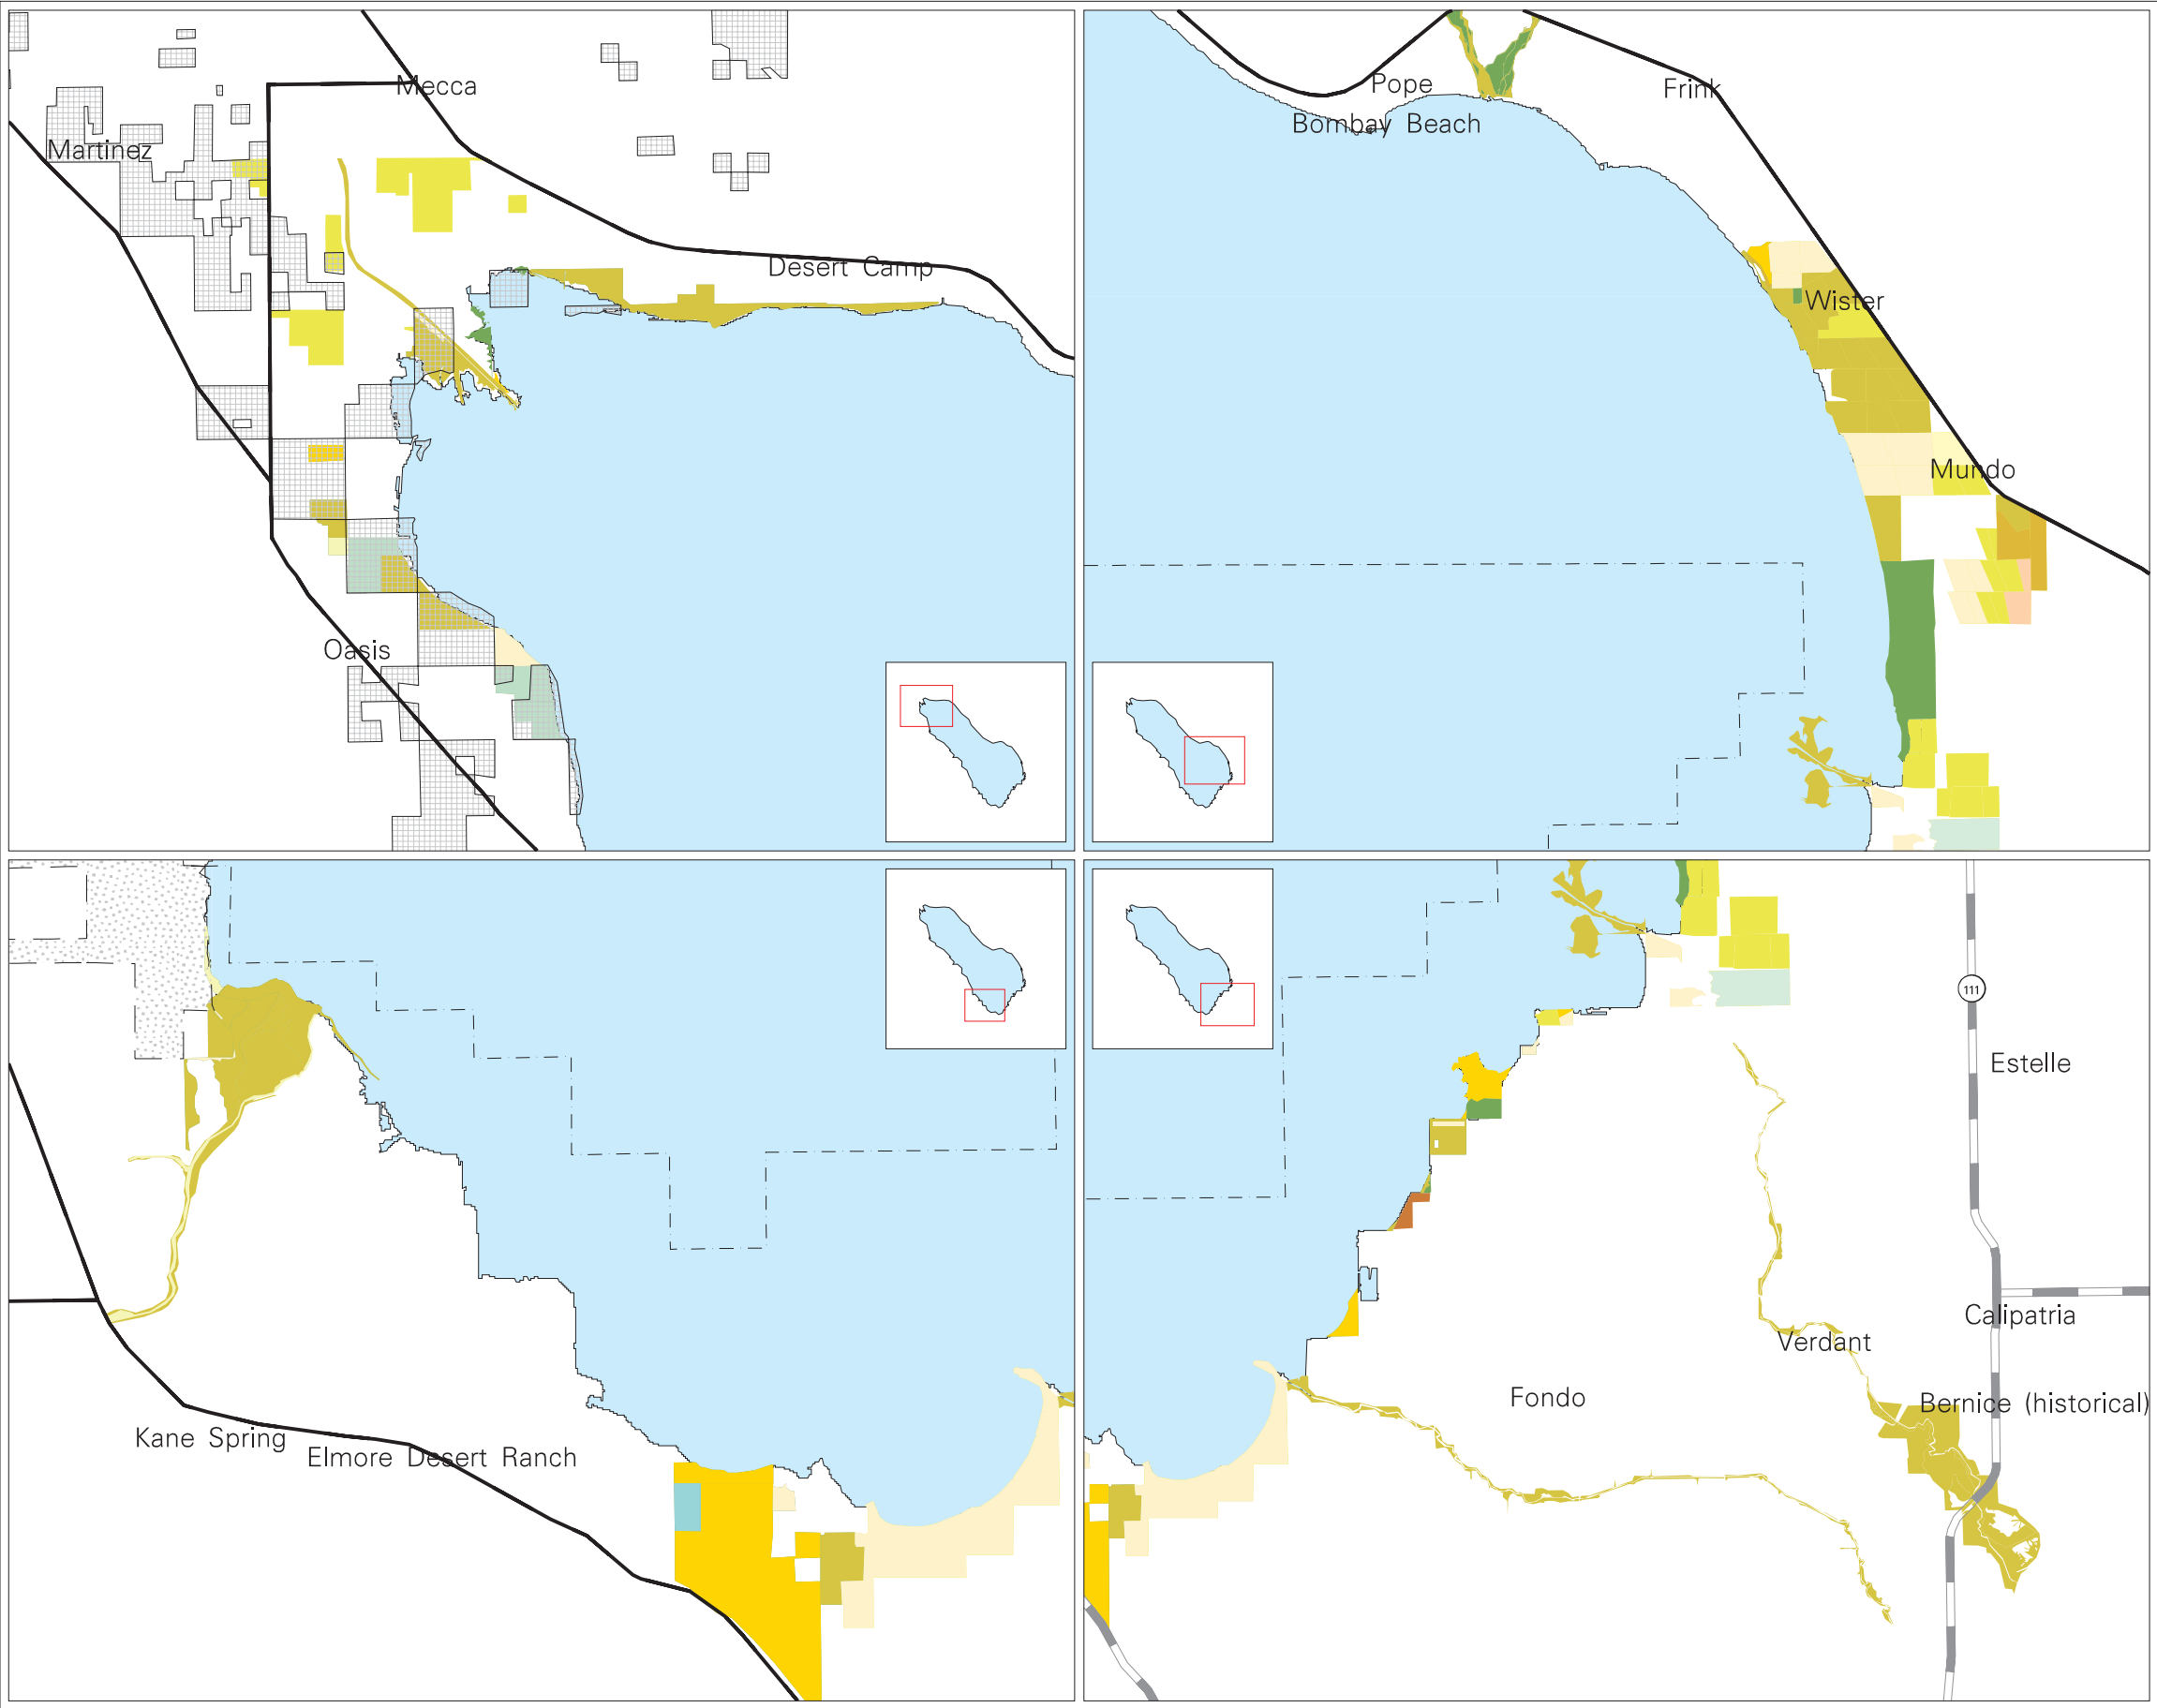 Mecca
Martinez
Desert Camp
Oasis
Pope
Frink
Bombay Beach
Wister
Mundo
Kane Spring
Elmore Desert Ranch
111
Estelle
Calipatria
Verdant
Fondo
Bernice (historical)